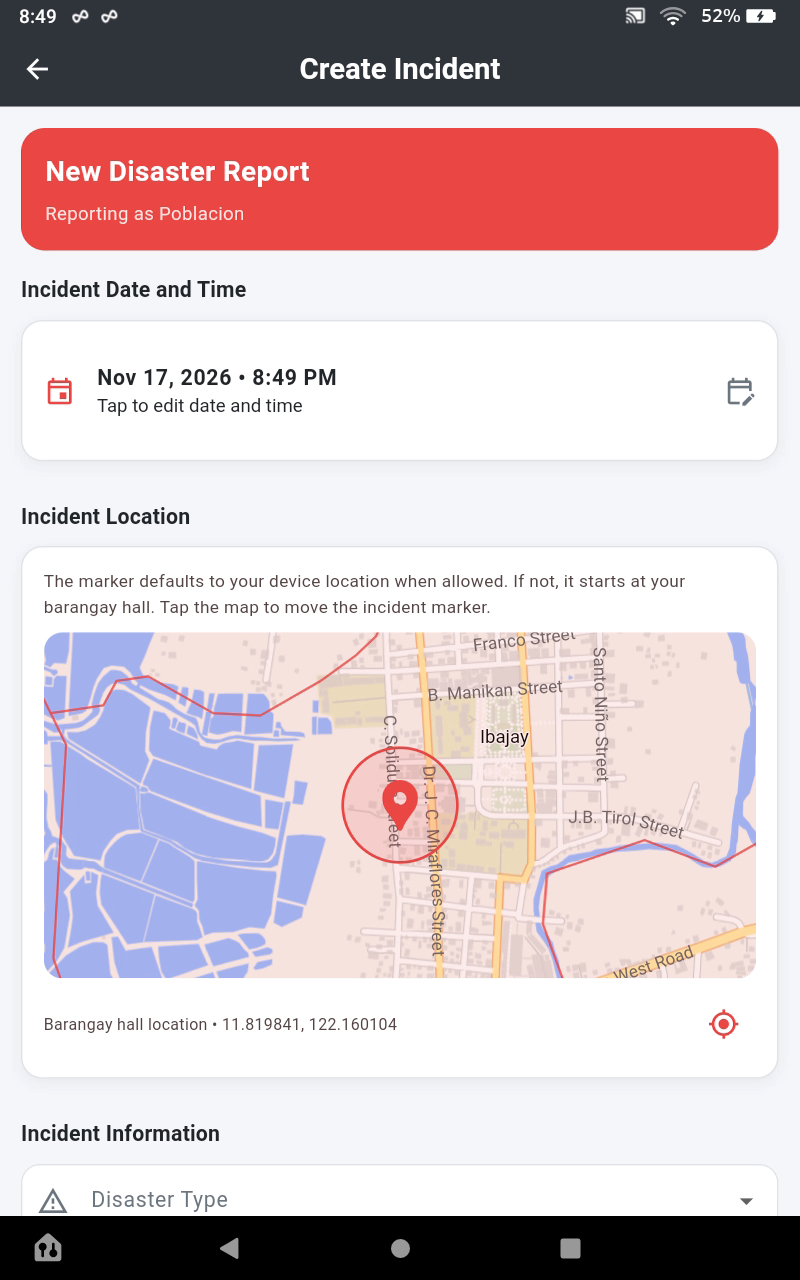 8:49
52%
Create Incident
New Disaster Report
Reporting as Poblacion
Incident Date and Time
Nov 17, 2026 • 8:49 PM
Tap to edit date and time
Incident Location
The marker defaults to your device location when allowed. If not, it starts at your
barangay hall. Tap the map to move the incident marker.
Franco Street
Santo Niño Street
B. Manikan Street
Ibajay
Dr. J. C. Miraflores Street
J.B. Tirol Street
West Road
Barangay hall location • 11.819841, 122.160104
Incident Information
Disaster Type